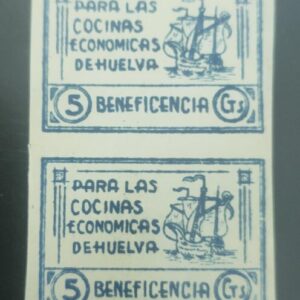 PARA LAS
COCINAS
ECONOMICAS
DE HUELVA
5 BENEFICENCIA Cts
PARA LAS
COCINAS
ECONOMICAS
DE HUELVA
5 BENEFICENCIA Cts